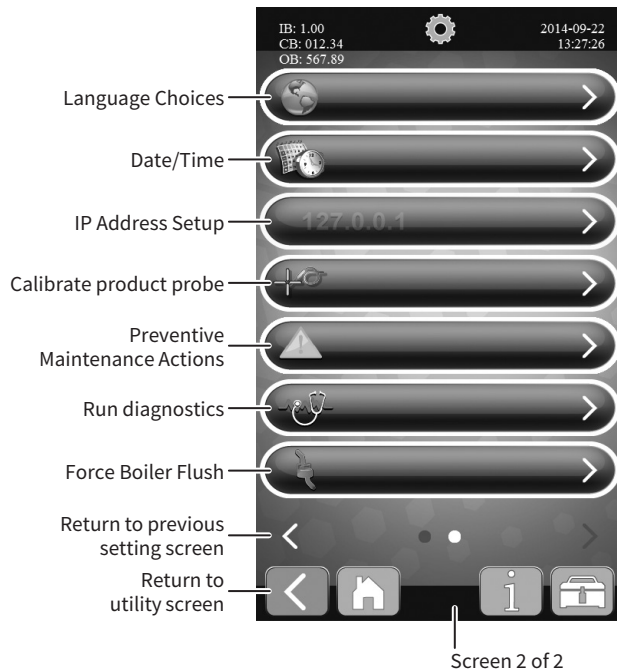 IB: 1.00
CB: 012.34
OB: 567.89
2014-09-22
13:27:26
Language Choices
Date/Time
IP Address Setup
127.0.0.1
Calibrate product probe
Preventive
Maintenance Actions
Run diagnostics
Force Boiler Flush
Return to previous
setting screen
Return to
utility screen
i
Screen 2 of 2